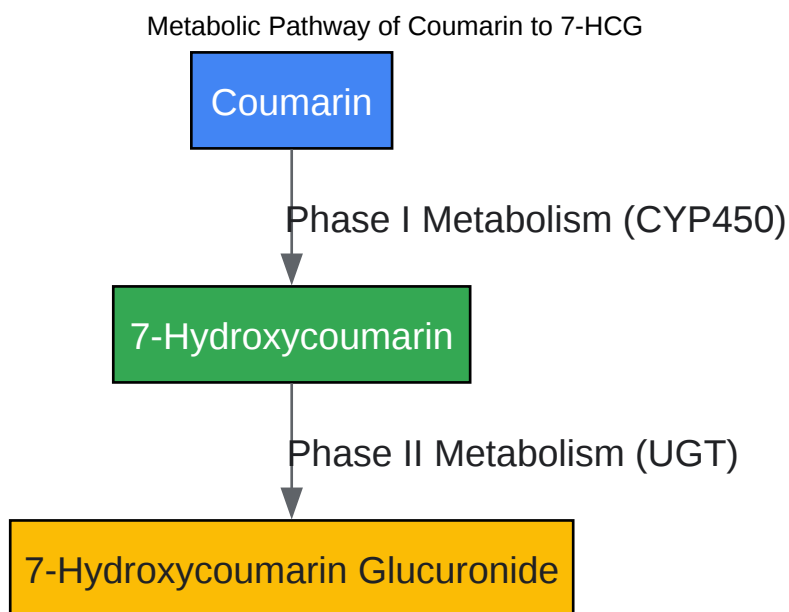 Metabolic Pathway of Coumarin to 7-HCG
Coumarin
Phase I Metabolism (CYP450)
7-Hydroxycoumarin
Phase II Metabolism (UGT)
7-Hydroxycoumarin Glucuronide